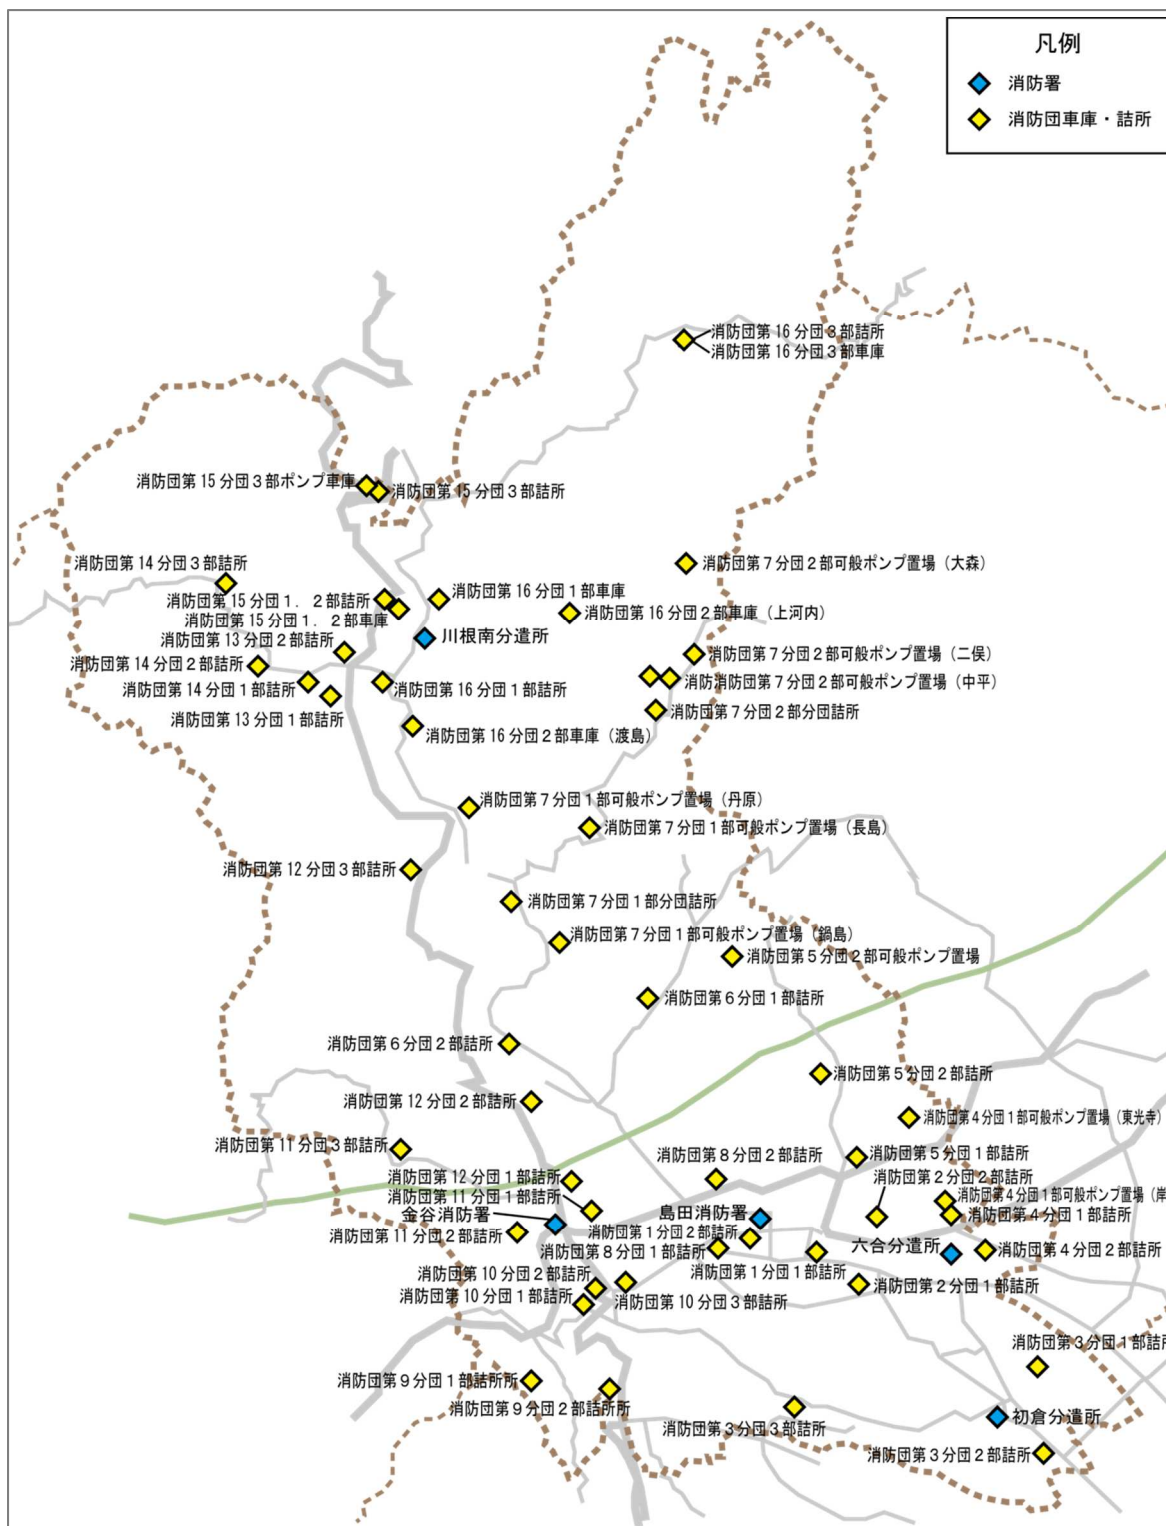 凡例
消防署
消防団車庫・詰所
消防団第16分団3部詰所
消防団第16分団3部車庫
消防団第15分団3部ポンプ車庫
消防団第15分団3部詰所
消防団第14分団3部詰所
消防団第7分団2部可般ポンプ置場（大森）
消防団第16分団1部車庫
消防団第15分団1．2部詰所
消防団第16分団2部車庫（上河内）
消防団第15分団1．2部車庫
川根南分遣所
消防団第13分団2部詰所
消防団第7分団2部可般ポンプ置場（二俣）
消防団第14分団2部詰所
消防消防団第7分団2部可般ポンプ置場（中平）
消防団第14分団1部詰所
消防団第16分団1部詰所
消防団第7分団2部分団詰所
消防団第13分団1部詰所
消防団第16分団2部車庫（渡島）
消防団第7分団1部可般ポンプ置場（丹原）
消防団第7分団1部可般ポンプ置場（長島）
消防団第12分団3部詰所
消防団第7分団1部分団詰所
消防団第7分団1部可般ポンプ置場（鍋島）
消防団第5分団2部可般ポンプ置場
消防団第6分団1部詰所
消防団第6分団2部詰所
消防団第5分団2部詰所
消防団第12分団2部詰所
消防団第4分団1部可般ポンプ置場（東光寺）
消防団第11分団3部詰所
消防団第5分団1部詰所
消防団第12分団1部詰所
消防団第8分団2部詰所
消防団第2分団2部詰所
消防団第11分団1部詰所
消防団第4分団1部可般ポンプ置場（岸
金谷消防署
島田消防署
消防団第4分団1部詰所
消防団第11分団2部詰所
消防団第1分団2部詰所
六合分遣所
消防団第8分団1部詰所
消防団第4分団2部詰所
消防団第10分団2部詰所
消防団第1分団1部詰所
消防団第2分団1部詰所
消防団第10分団1部詰所
消防団第10分団3部詰所
消防団第3分団1部詰所
消防団第9分団1部詰所所
消防団第9分団2部詰所所
初倉分遣所
消防団第3分団3部詰所
消防団第3分団2部詰所